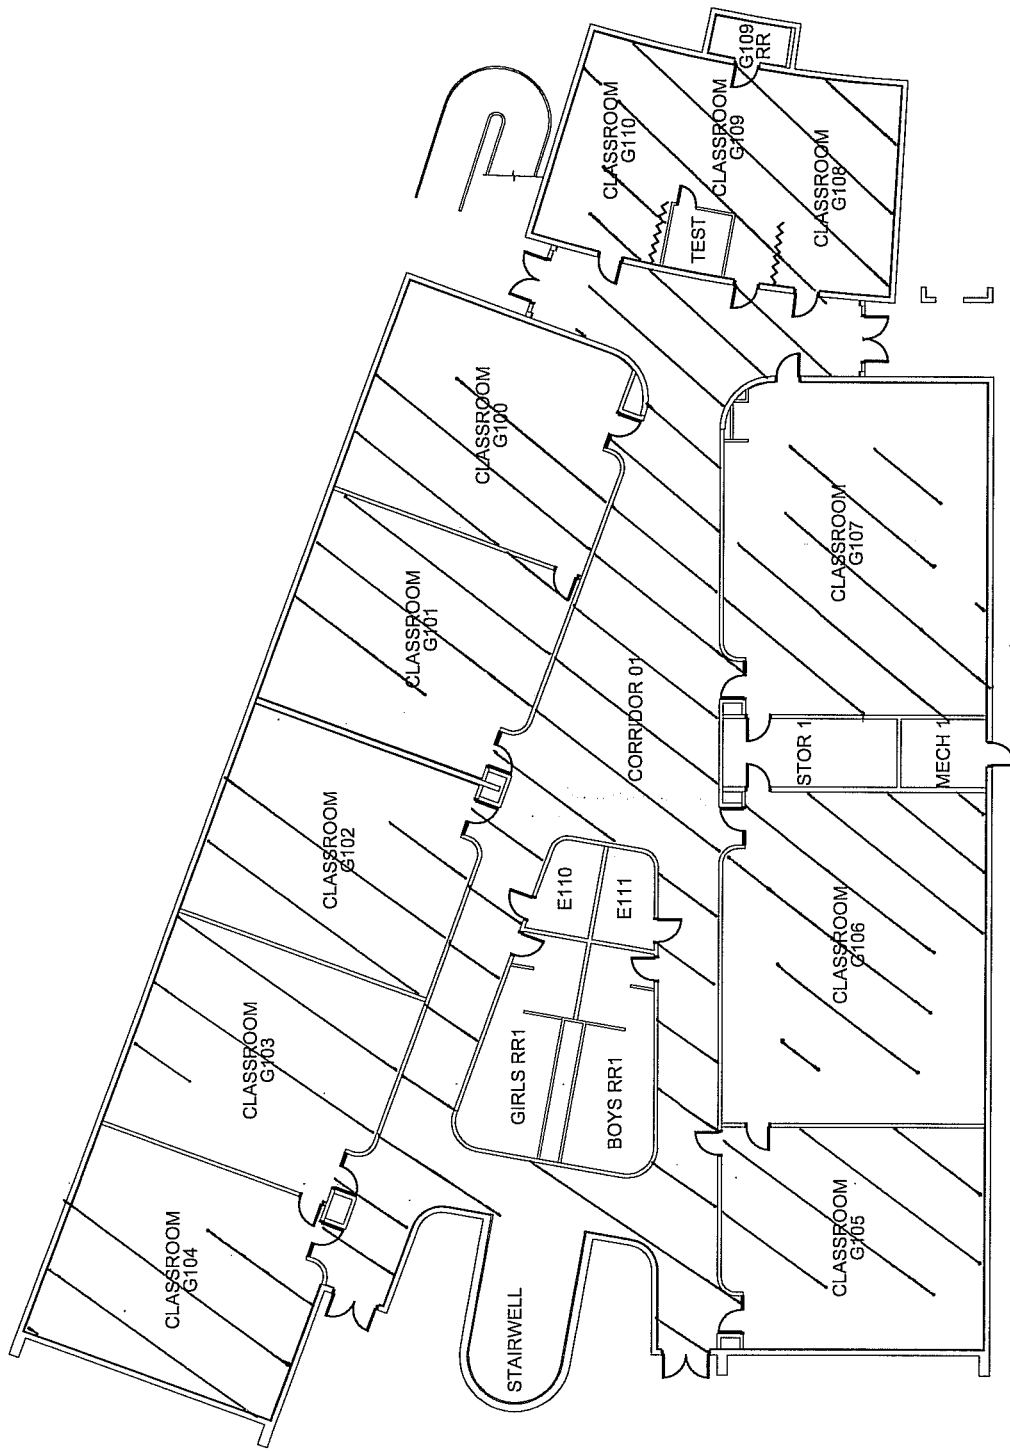 G109
RR
CLASSROOM
G110
CLASSROOM
G109
CLASSROOM
G108
TEST
CLASSROOM
G100
CLASSROOM
G107
CLASSROOM
G101
CORRIDOR 01
STOR 1
MECH 1
CLASSROOM
G102
E110
E111
CLASSROOM
G106
CLASSROOM
G103
GIRLS RR1
BOYS RR1
CLASSROOM
G104
CLASSROOM
G105
STAIRWELL